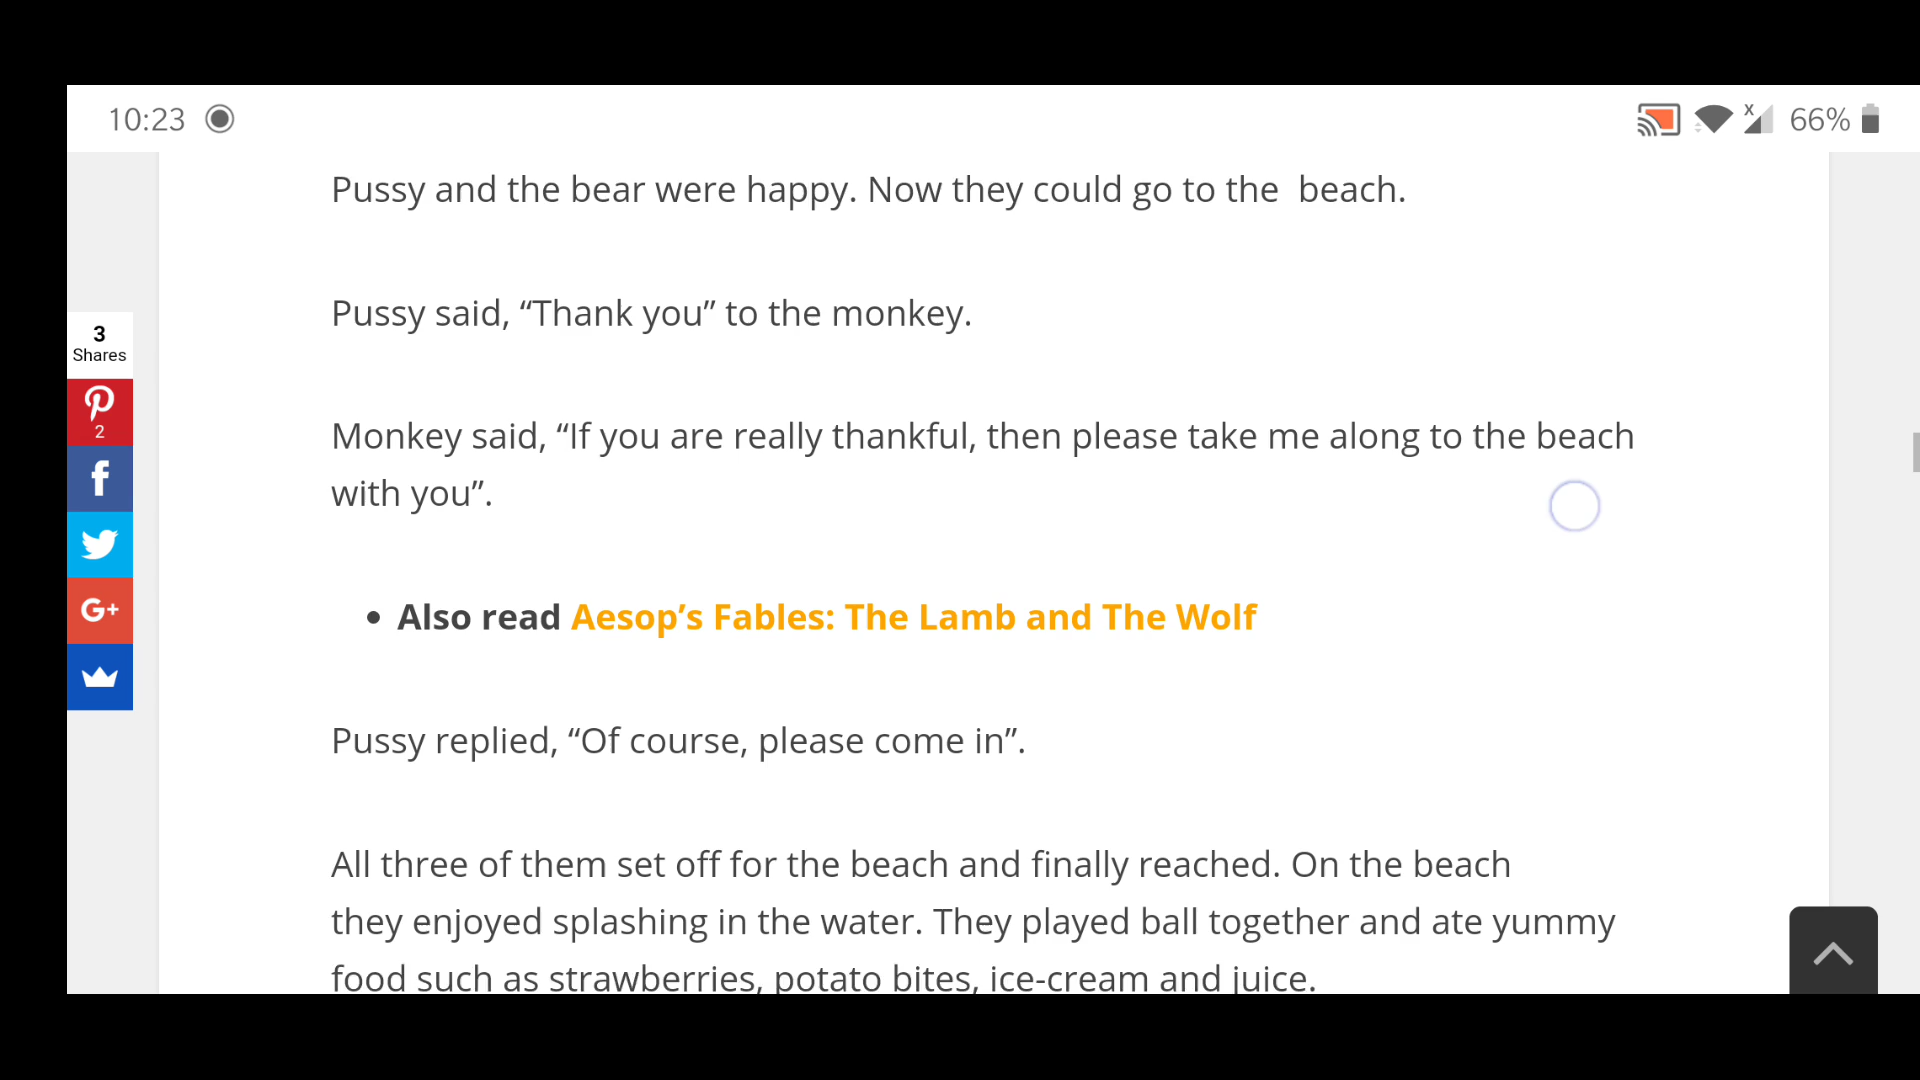 10:23
66%
Pussy and the bear were happy. Now they could go to the  beach.
Pussy said, “Thank you” to the monkey.
3
Shares
2
Monkey said, “If you are really thankful, then please take me along to the beach
with you”.
f
G+
• Also read Aesop’s Fables: The Lamb and The Wolf
Pussy replied, “Of course, please come in”.
All three of them set off for the beach and finally reached. On the beach
they enjoyed splashing in the water. They played ball together and ate yummy
food such as strawberries, potato bites, ice-cream and juice.